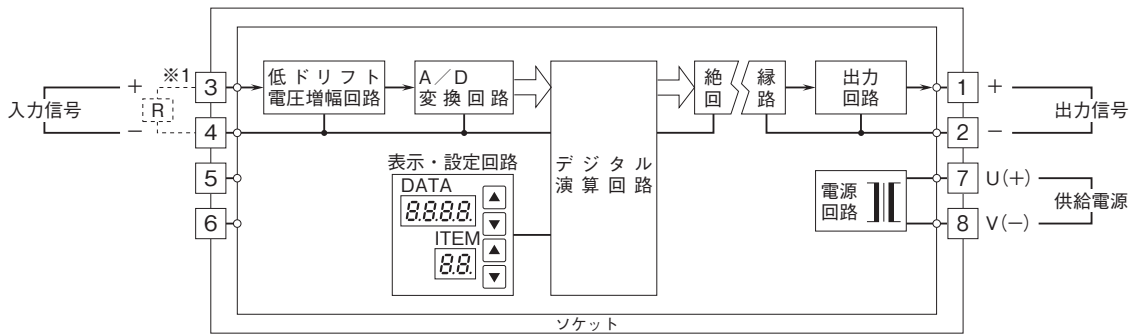 ※1
入力信号
+
−
R
3
4
5
6
低ドリフト
電圧増幅回路
A／D
変換回路
表示・設定回路
DATA
8.8.8.8.
ITEM
8.8.
▲
▼
▲
▼
デジタル
演算回路
絶縁
回路
出力
回路
電源
回路
1
+
2
−
出力信号
7
U(+)
8
V(−)
供給電源
ソケット